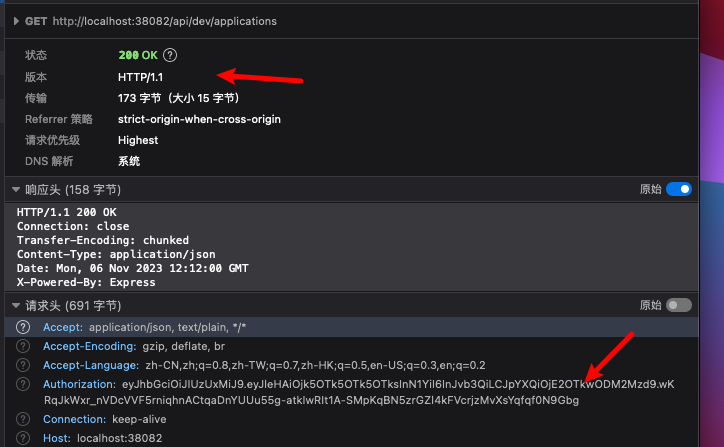 GET http://localhost:38082/api/dev/applications
状态 200 OK ?
版本 HTTP/1.1
传输 173 字节（大小 15 字节）
Referrer 策略 strict-origin-when-cross-origin
请求优先级 Highest
DNS 解析 系统
响应头 (158 字节) 原始
HTTP/1.1 200 OK
Connection: close
Transfer-Encoding: chunked
Content-Type: application/json
Date: Mon, 06 Nov 2023 12:12:00 GMT
X-Powered-By: Express
请求头 (691 字节) 原始
? Accept: application/json, text/plain, */*
? Accept-Encoding: gzip, deflate, br
? Accept-Language: zh-CN,zh;q=0.8,zh-TW;q=0.7,zh-HK;q=0.5,en-US;q=0.3,en;q=0.2
? Authorization:
? Connection: keep-alive
? Host: localhost:38082